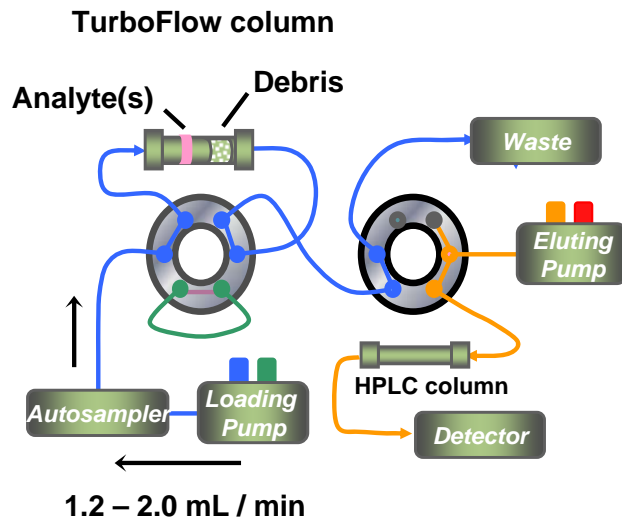 TurboFlow column
Debris
Analyte(s)
Waste
Eluting
Pump
HPLC column
Autosampler
Loading
Pump
Detector
1.2 – 2.0 mL / min